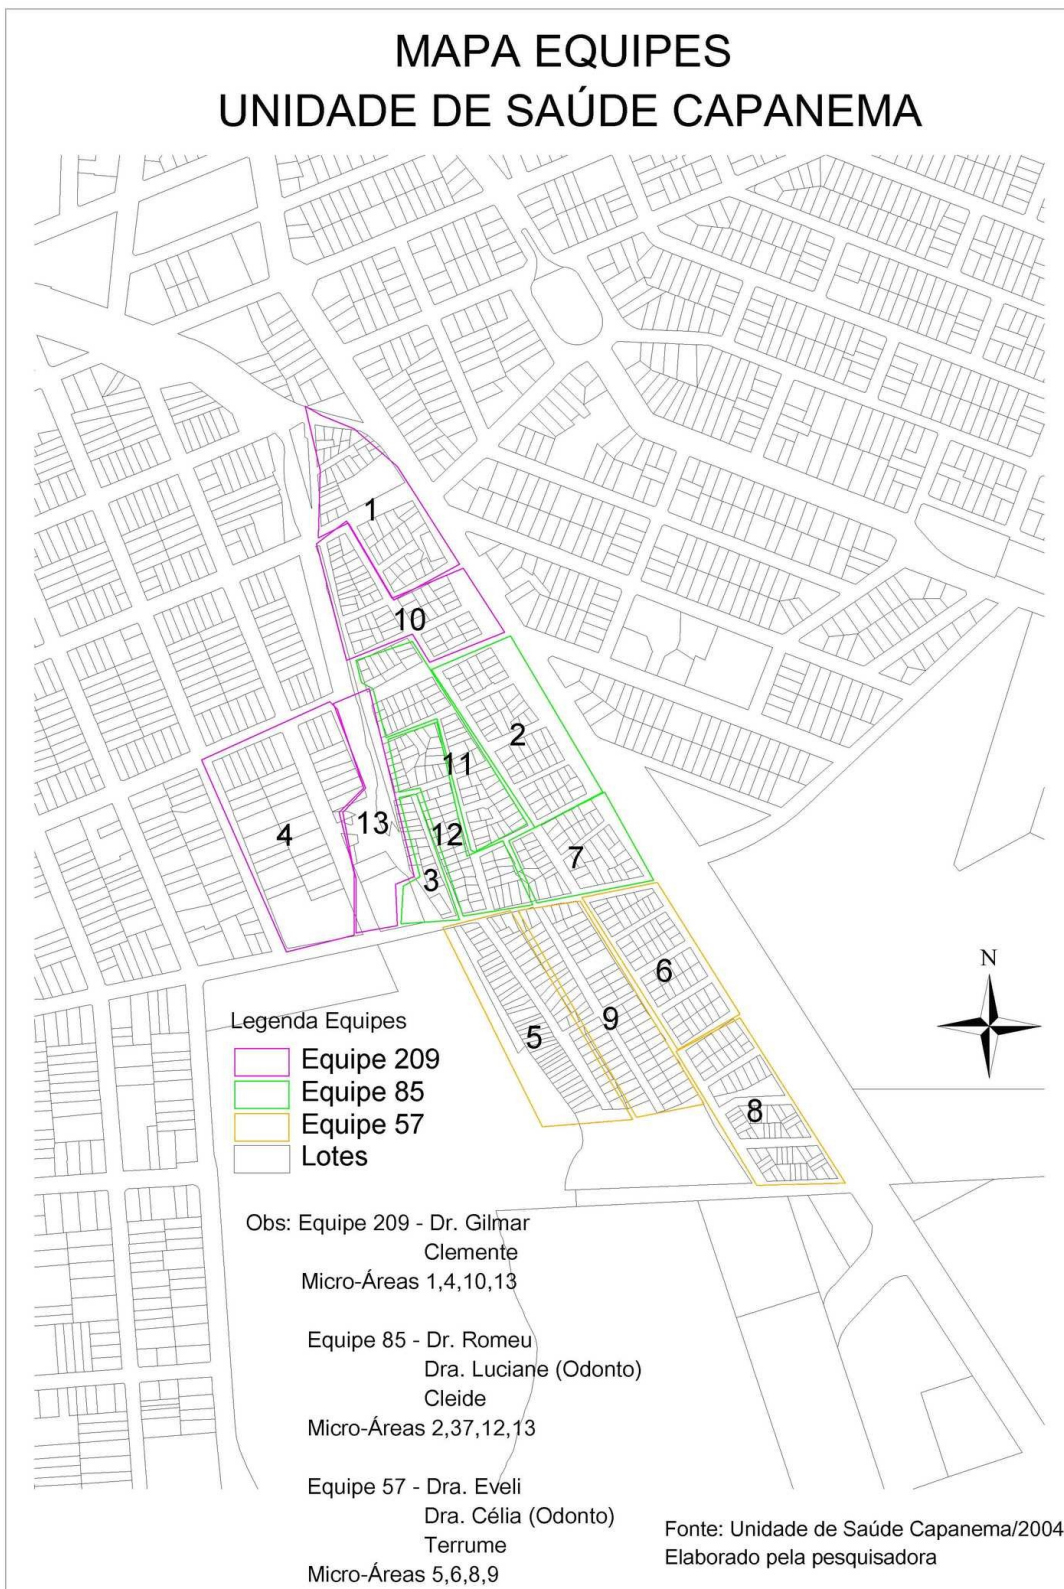 MAPA EQUIPES
UNIDADE DE SAÚDE CAPANEMA
1
10
2
11
13
4
12
7
3
6
9
5
8
N
Legenda Equipes
Equipe 209
Equipe 85
Equipe 57
Lotes
Obs: Equipe 209 - Dr. Gilmar
Clemente
Micro-Áreas 1,4,10,13
Equipe 85 - Dr. Romeu
Dra. Luciane (Odonto)
Cleide
Micro-Áreas 2,37,12,13
Equipe 57 - Dra. Eveli
Dra. Célia (Odonto)
Terrume
Micro-Áreas 5,6,8,9
Fonte: Unidade de Saúde Capanema/2004
Elaborado pela pesquisadora